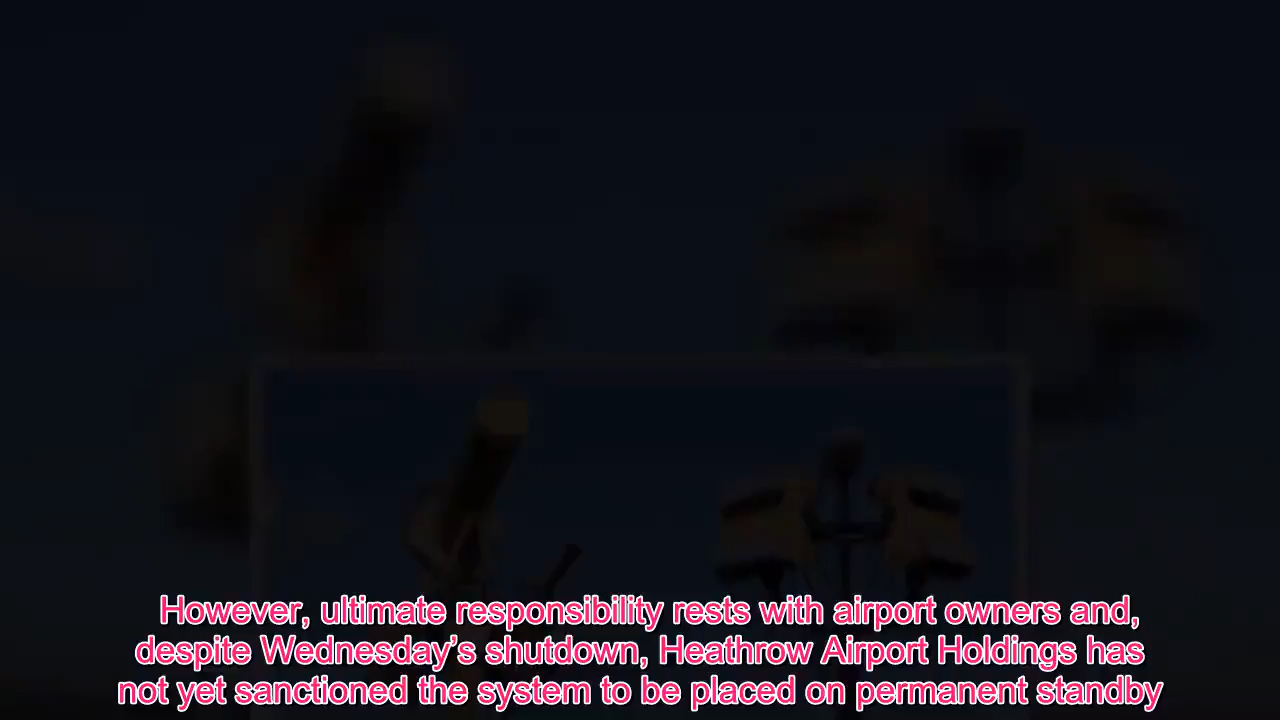 However, ultimate responsibility rests with airport owners and,
despite Wednesday’s shutdown, Heathrow Airport Holdings has
not yet sanctioned the system to be placed on permanent standby